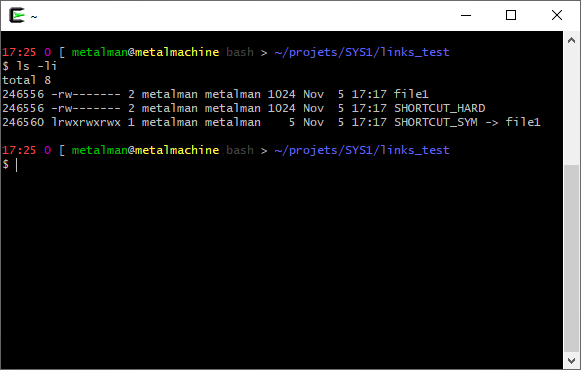 ~
17:25 0 [ metalman@metalmachine bash > ~/projets/SYS1/links_test
$ ls -li
total 8
246556 -rw------- 2 metalman metalman 1024 Nov  5 17:17 file1
246556 -rw------- 2 metalman metalman 1024 Nov  5 17:17 SHORTCUT_HARD
246560 lrwxrwxrwx 1 metalman metalman    5 Nov  5 17:17 SHORTCUT_SYM -> file1
17:25 0 [ metalman@metalmachine bash > ~/projets/SYS1/links_test
$